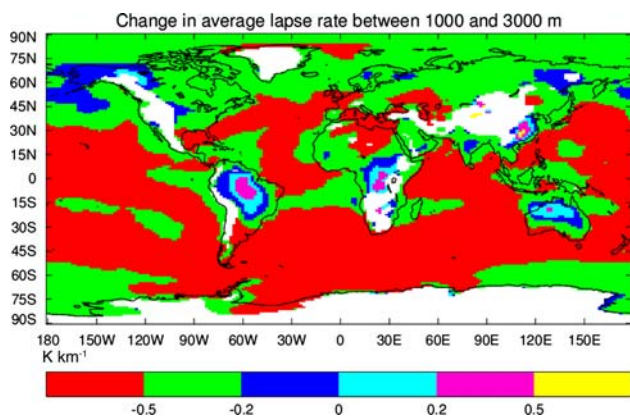 Change in average lapse rate between 1000 and 3000 m
90N
75N
60N
45N
30N
15N
0
15S
30S
45S
60S
75S
90S
180 150W 120W 90W 60W 30W 0 30E 60E 90E 120E 150E
K km-1
-0.5 -0.2 0 0.2 0.5